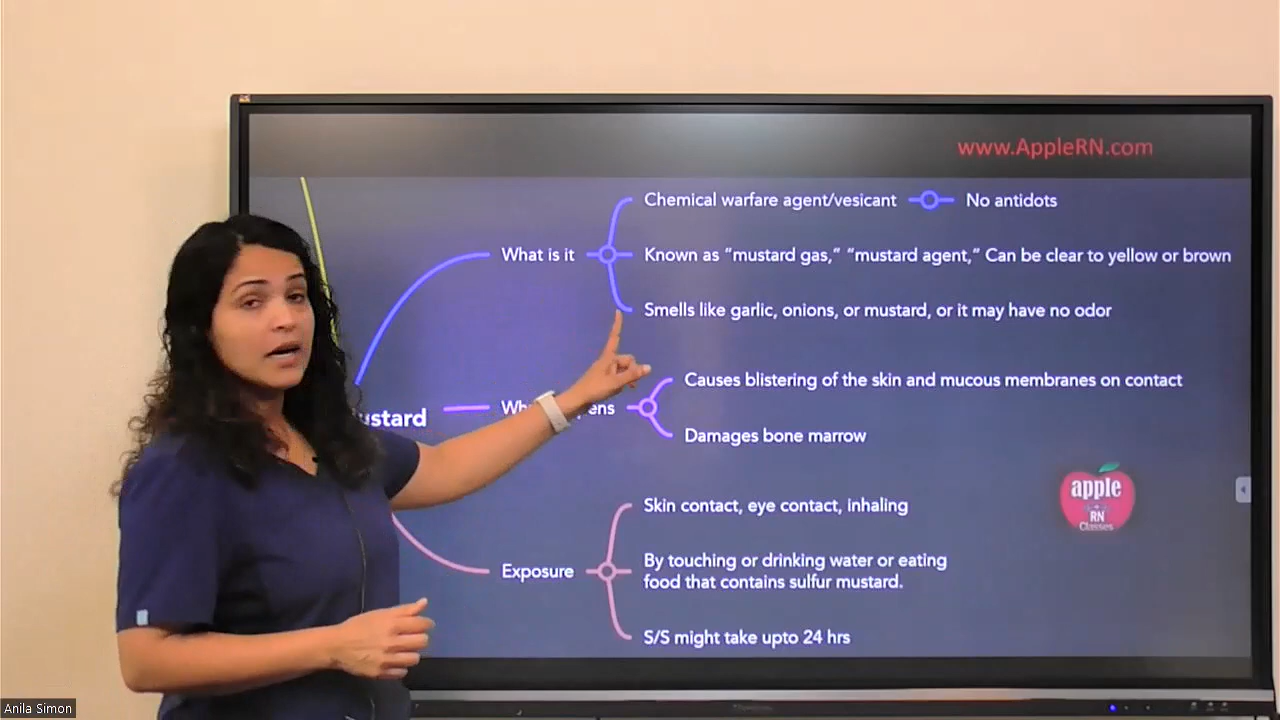 www.AppleRN.com
Chemical warfare agent/vesicant
No antidots
What is it
Known as “mustard gas,” “mustard agent,” Can be clear to yellow or brown
Smells like garlic, onions, or mustard, or it may have no odor
Causes blistering of the skin and mucous membranes on contact
ustard
Damages bone marrow
apple
RN
Classes
Skin contact, eye contact, inhaling
Exposure
By touching or drinking water or eating
food that contains sulfur mustard.
S/S might take upto 24 hrs
Anila Simon